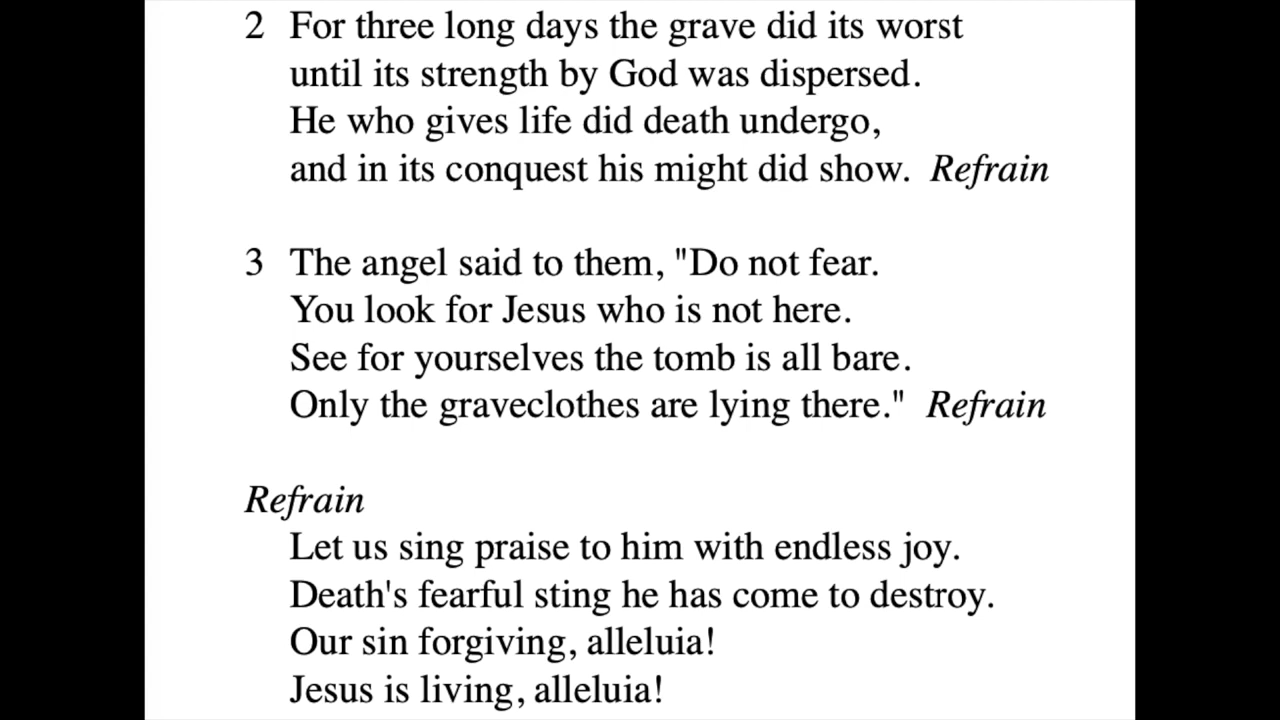 2 For three long days the grave did its worst
until its strength by God was dispersed.
He who gives life did death undergo,
and in its conquest his might did show. Refrain
3 The angel said to them, "Do not fear.
You look for Jesus who is not here.
See for yourselves the tomb is all bare.
Only the graveclothes are lying there." Refrain
Refrain
Let us sing praise to him with endless joy.
Death's fearful sting he has come to destroy.
Our sin forgiving, alleluia!
Jesus is living, alleluia!